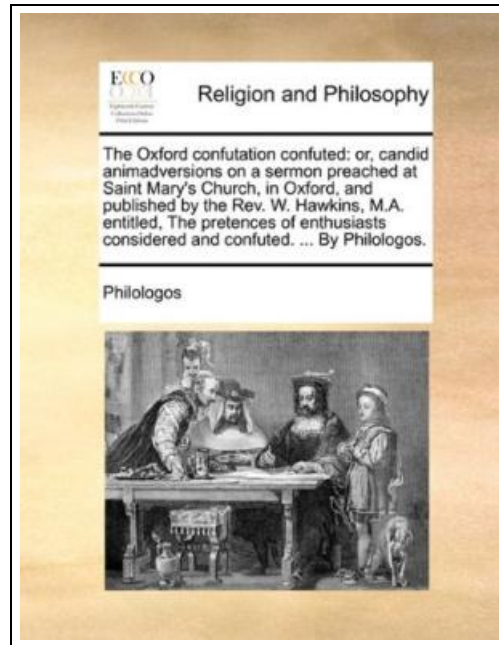 ECCO
Religion and Philosophy
The Oxford confutation confuted: or, candid
animadversions on a sermon preached at
Saint Mary's Church, in Oxford, and
published by the Rev. W. Hawkins, M.A.
entitled, The pretences of enthusiasts
considered and confuted. ... By Philologos.
Philologos